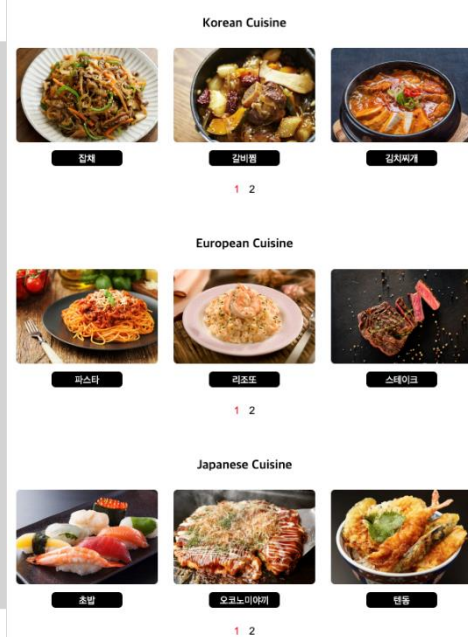 Korean Cuisine
잡채 갈비찜 김치찌개
1 2
European Cuisine
파스타 리조또 스테이크
1 2
Japanese Cuisine
초밥 오코노미야끼 텐동
1 2